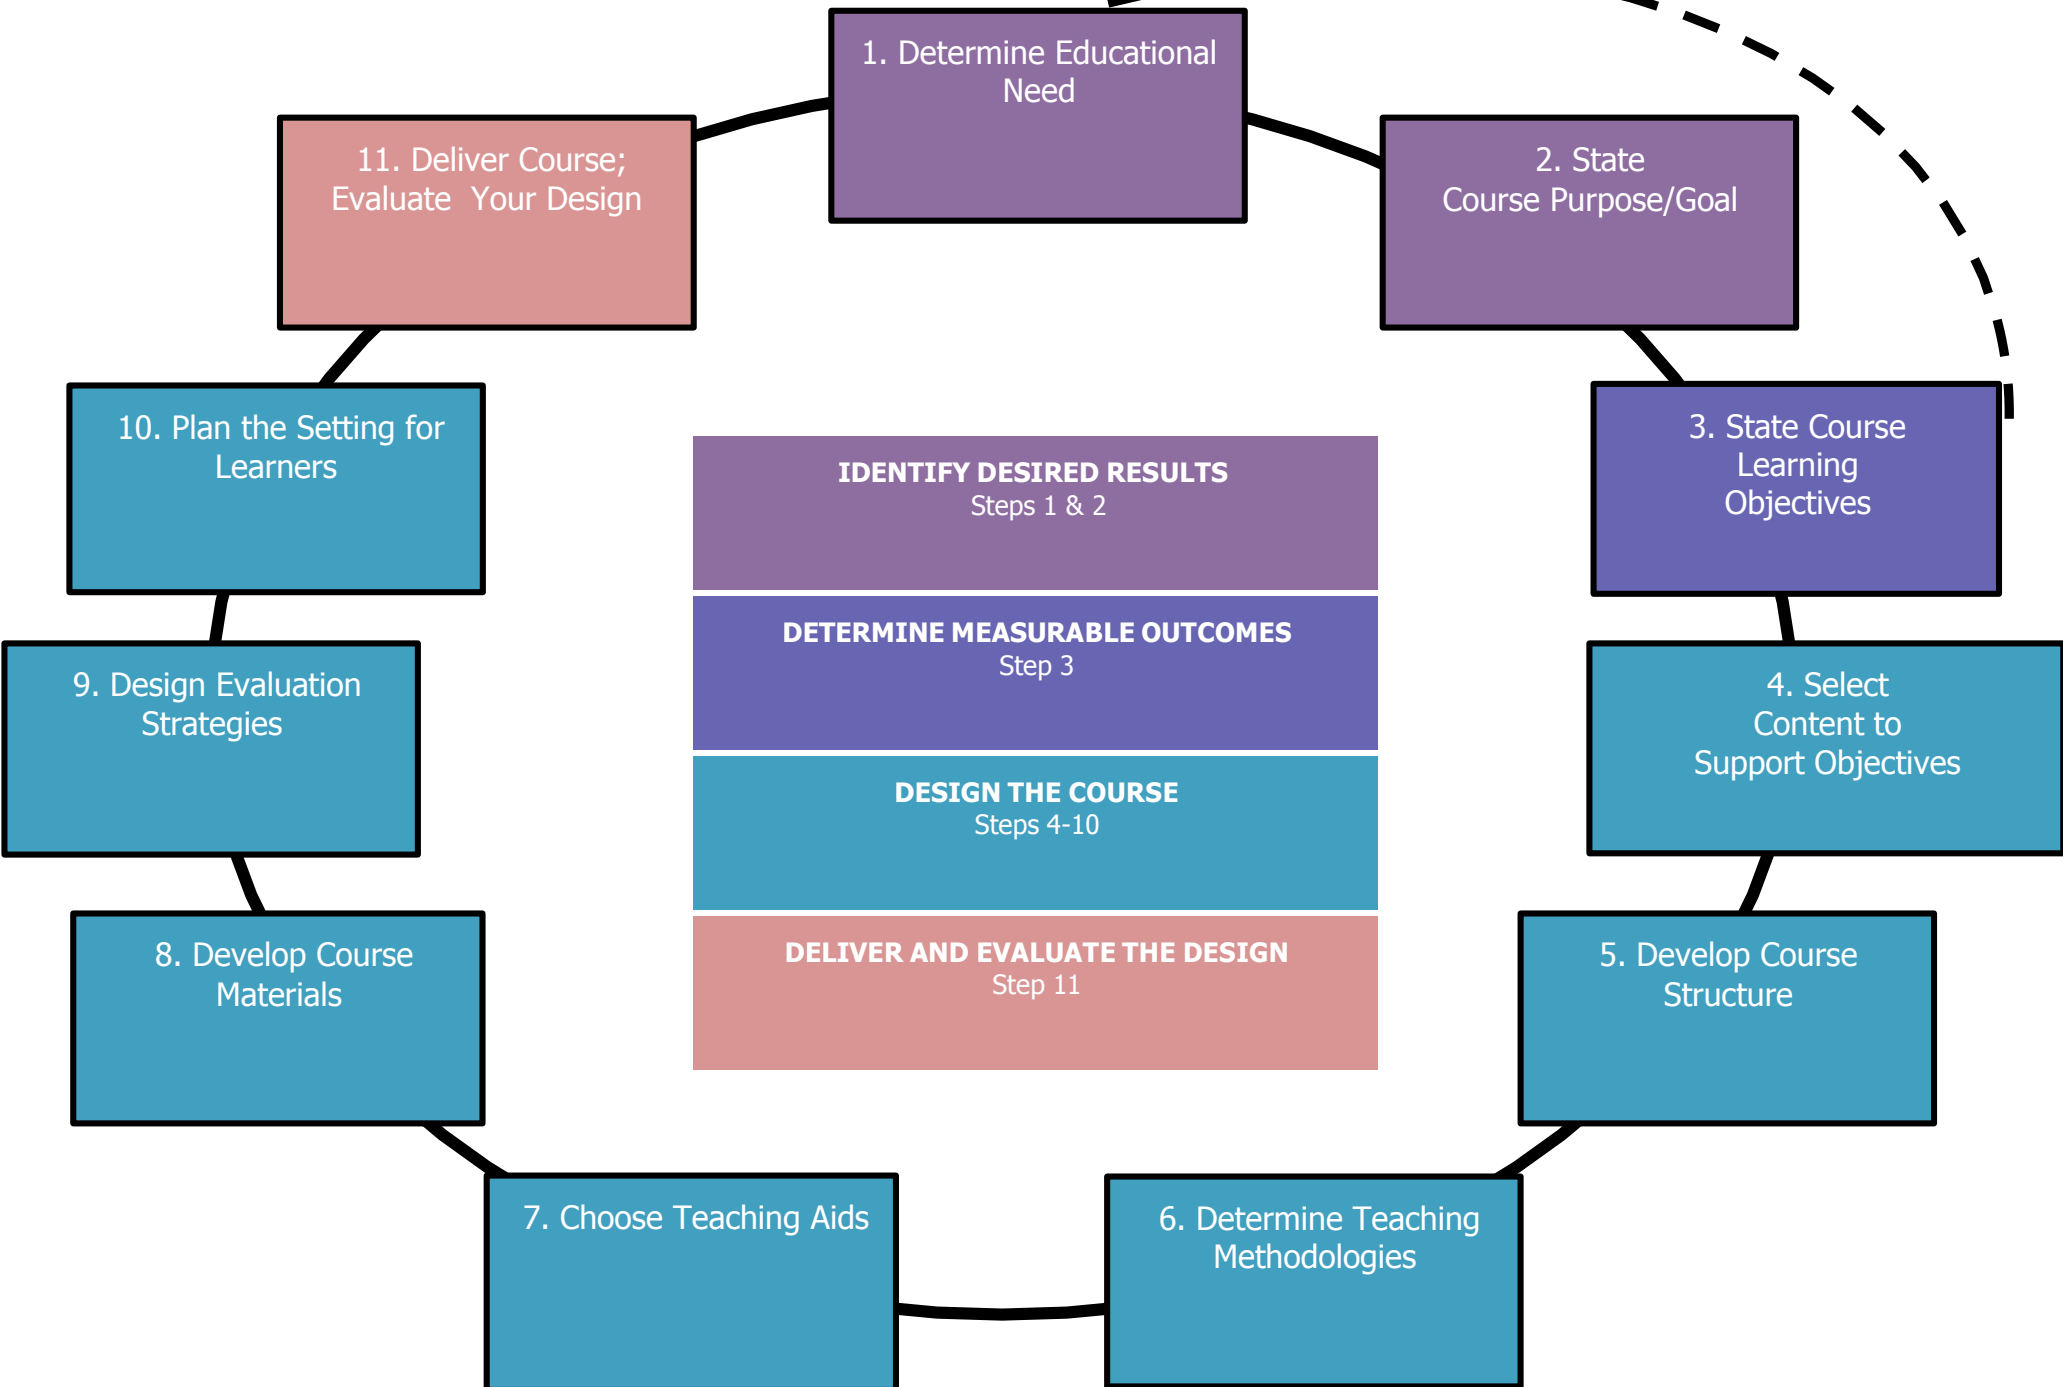 1. Determine Educational
Need
2. State
Course Purpose/Goal
3. State Course
Learning
Objectives
4. Select
Content to
Support Objectives
5. Develop Course
Structure
6. Determine Teaching
Methodologies
7. Choose Teaching Aids
8. Develop Course
Materials
9. Design Evaluation
Strategies
10. Plan the Setting for
Learners
11. Deliver Course;
Evaluate  Your Design
IDENTIFY DESIRED RESULTS
Steps 1 & 2
DETERMINE MEASURABLE OUTCOMES
Step 3
DESIGN THE COURSE
Steps 4-10
DELIVER AND EVALUATE THE DESIGN
Step 11